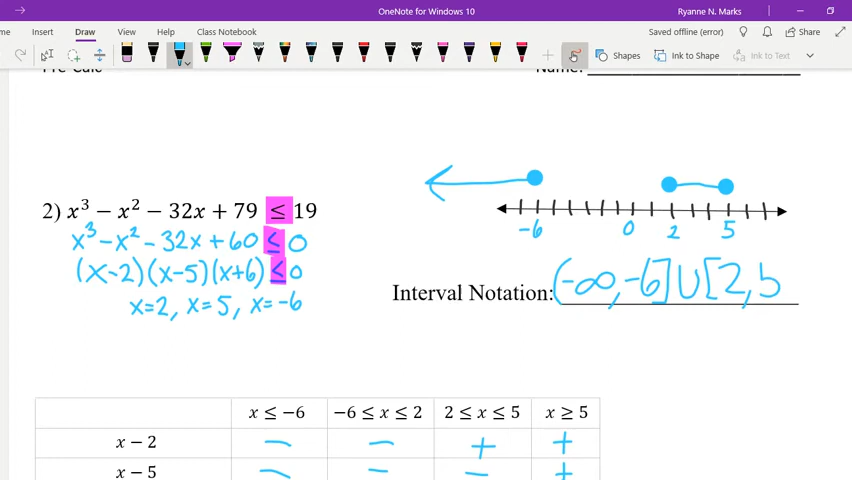 OneNote for Windows 10
Ryanne N. Marks
Insert Draw View Help Class Notebook
Saved offline (error) Share
Shapes Ink to Shape Ink to Text
Name:
2) x³ − x² − 32x + 79 ≤ 19
x³ − x² − 32x + 60 ≤ 0
(x−2)(x−5)(x+6) ≤ 0
x=2, x=5, x=−6
−6 0 2 5
Interval Notation: (−∞,−6] U [2,5
x ≤ −6 −6 ≤ x ≤ 2 2 ≤ x ≤ 5 x ≥ 5
x − 2 − − + +
x − 5 − − − +